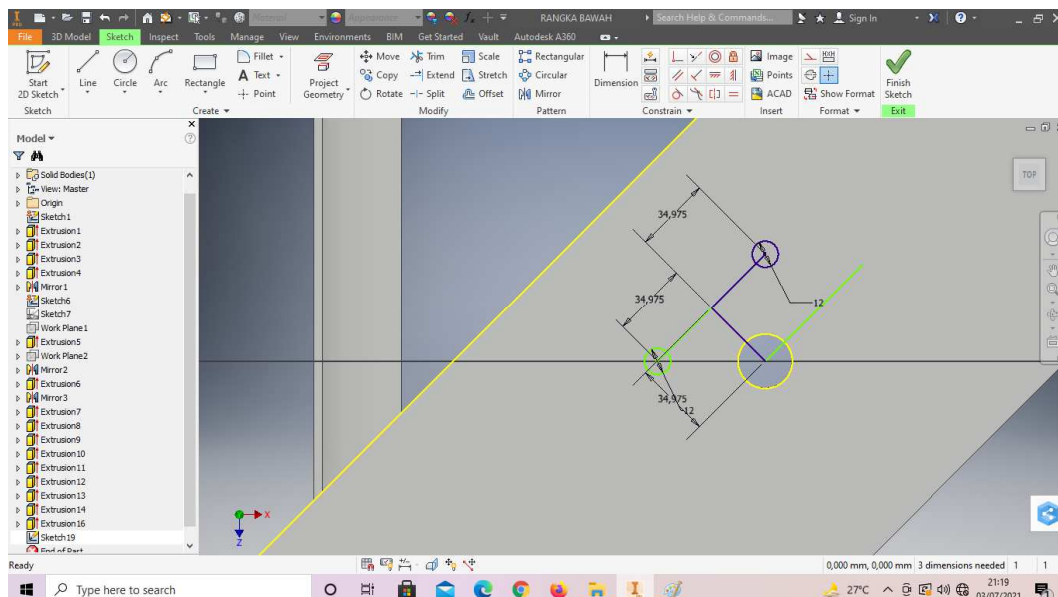 PRO
Material
Appearance
RANGKA BAWAH
Search Help & Commands...
Sign In
File 3D Model Sketch Inspect Tools Manage View Environments BIM Get Started Vault Autodesk A360
Start
2D Sketch
Line
Circle
Arc
Rectangle
Fillet
Text
Point
Project
Geometry
Move
Copy
Rotate
Trim
Extend
Split
Scale
Stretch
Offset
Rectangular
Circular
Mirror
Dimension
Image
Points
ACAD
Show Format
Finish
Sketch
Sketch Create Modify Pattern Constrain Insert Format Exit
Model
Solid Bodies(1)
View: Master
Origin
Sketch1
Extrusion1
Extrusion2
Extrusion3
Extrusion4
Mirror1
Sketch6
Sketch7
Work Plane1
Extrusion5
Work Plane2
Mirror2
Extrusion6
Mirror3
Extrusion7
Extrusion8
Extrusion9
Extrusion10
Extrusion11
Extrusion12
Extrusion13
Extrusion14
Extrusion16
Sketch19
End of Part
TOP
34,975
34,975
12
34,975
12
X
Z
Ready
0,000 mm, 0,000 mm 3 dimensions needed 1 1
Type here to search
27°C
21:19
03/07/2021